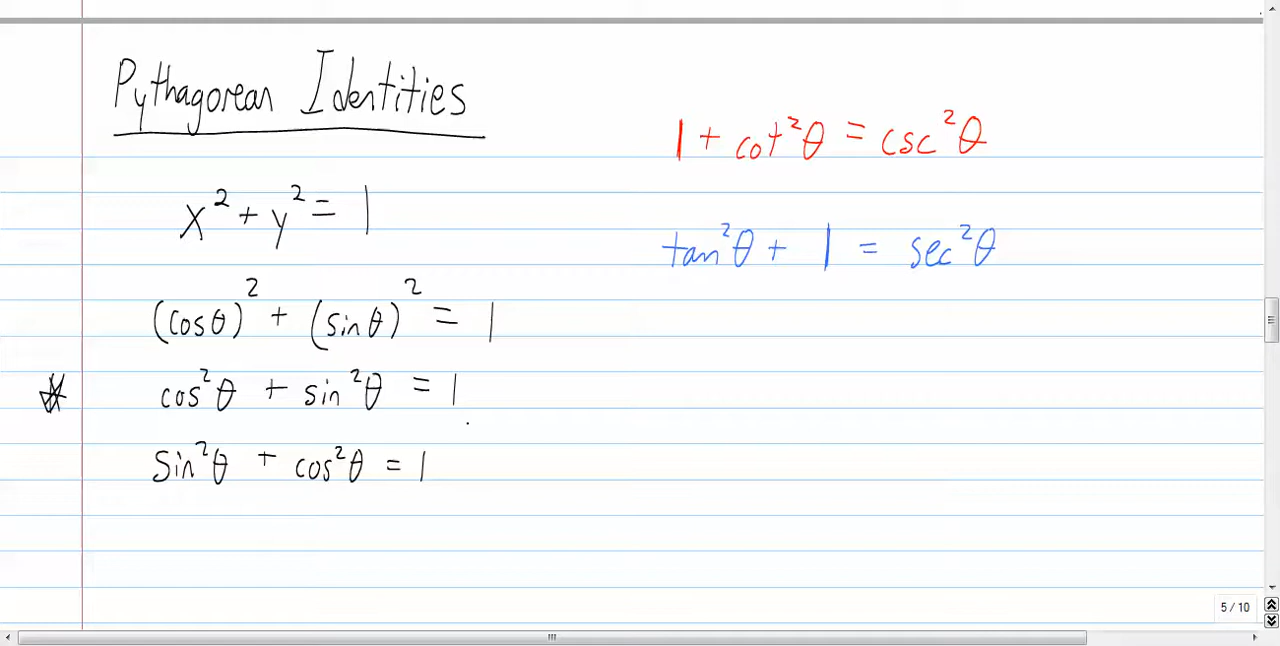 Pythagorean Identities
x² + y² = 1
(cosθ)² + (sinθ)² = 1
cos²θ + sin²θ = 1
Sin²θ + cos²θ = 1
1 + cot²θ = csc²θ
tan²θ + 1 = sec²θ
5 / 10